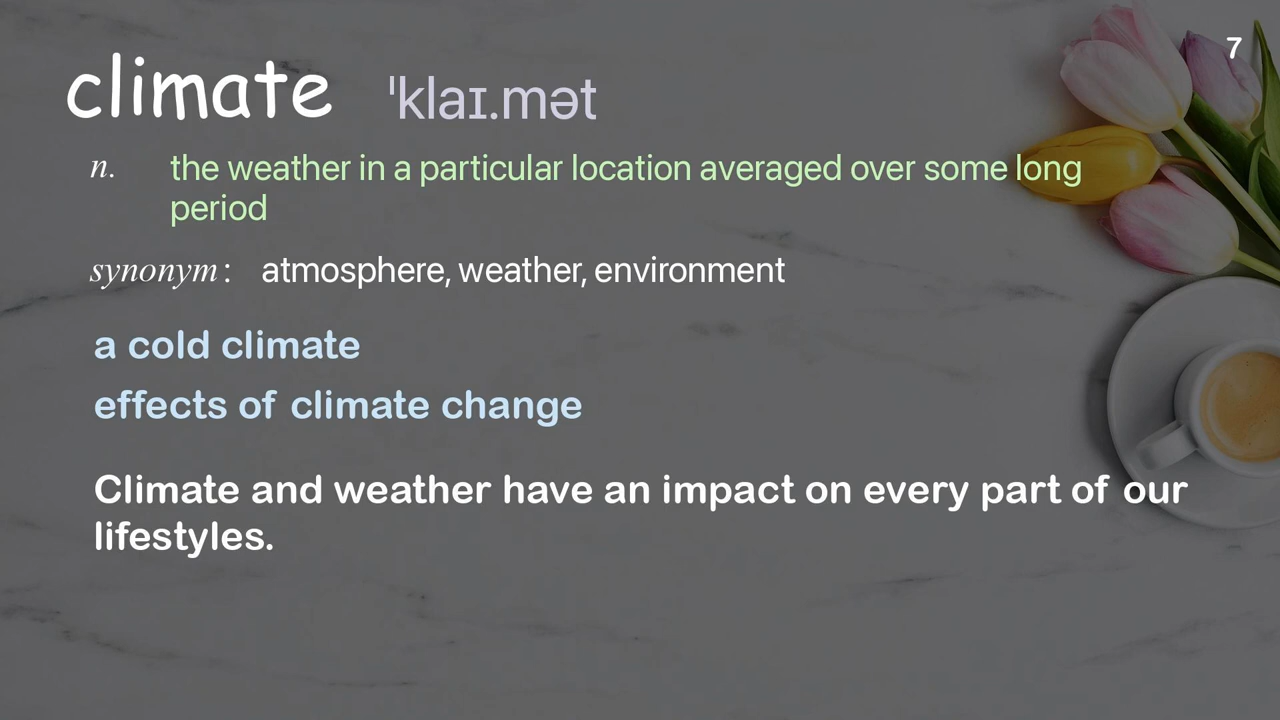 7
climate ˈklaɪ.mət
n. the weather in a particular location averaged over some long
period
synonym: atmosphere, weather, environment
a cold climate
effects of climate change
Climate and weather have an impact on every part of our
lifestyles.